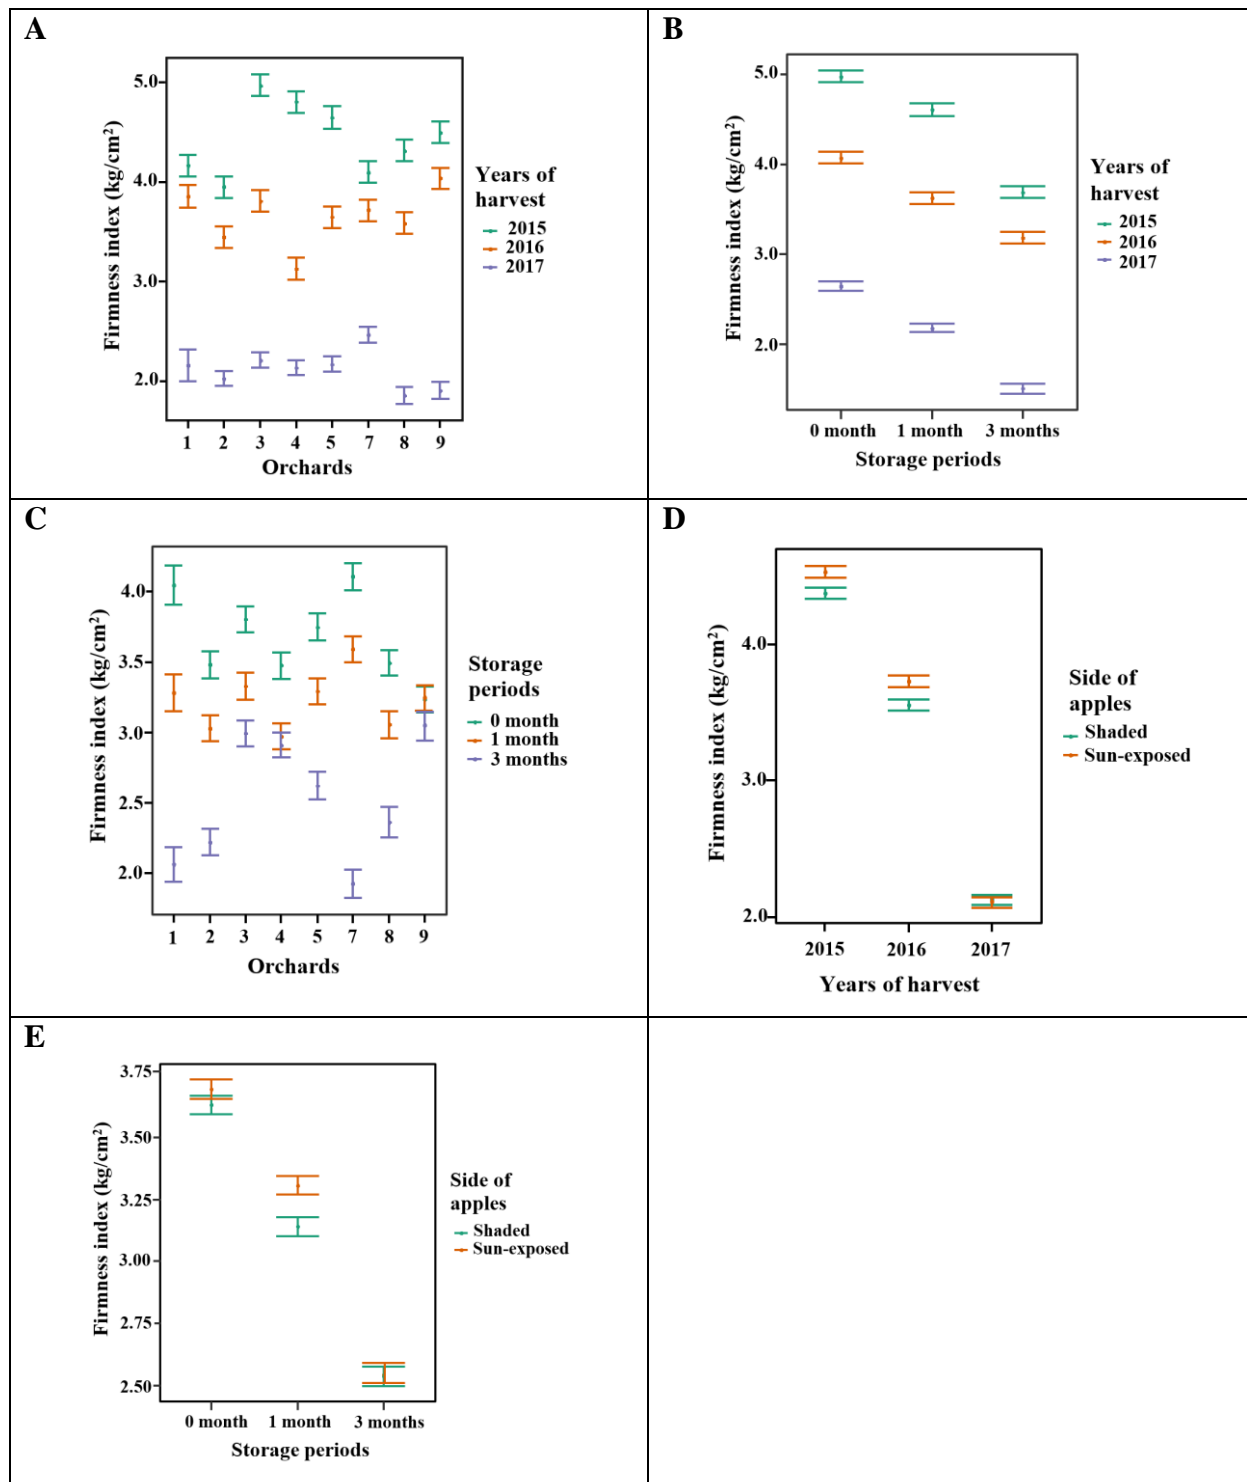 A
Firmness index (kg/cm²)
5.0
4.0
3.0
2.0
1 2 3 4 5 7 8 9
Orchards
Years of
harvest
2015
2016
2017
B
Firmness index (kg/cm²)
5.0
4.0
3.0
2.0
0 month 1 month 3 months
Storage periods
Years of
harvest
2015
2016
2017
C
Firmness index (kg/cm²)
4.0
3.5
3.0
2.5
2.0
1 2 3 4 5 7 8 9
Orchards
Storage
periods
0 month
1 month
3 months
D
Firmness index (kg/cm²)
4.0
3.0
2.0
2015 2016 2017
Years of harvest
Side of
apples
Shaded
Sun-exposed
E
Firmness index (kg/cm²)
3.75
3.50
3.25
3.00
2.75
2.50
0 month 1 month 3 months
Storage periods
Side of
apples
Shaded
Sun-exposed